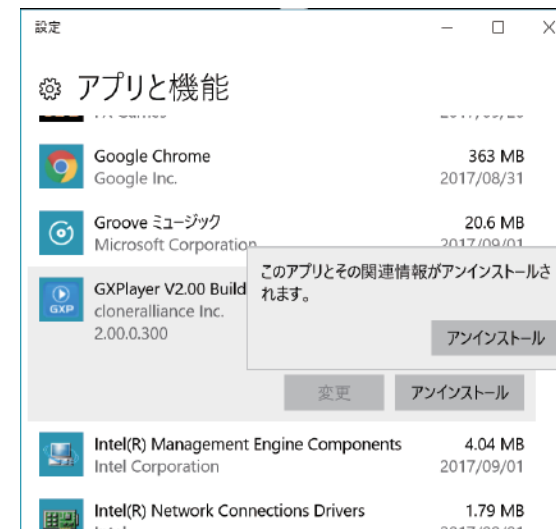 設定
アプリと機能
Google Chrome
363 MB
Google Inc.
2017/08/31
Groove ミュージック
20.6 MB
Microsoft Corporation
2017/09/01
このアプリとその関連情報がアンインストールさ
れます。
アンインストール
GXP
GXPlayer V2.00 Build
cloneralliance Inc.
2.00.0.300
変更
アンインストール
Intel(R) Management Engine Components
4.04 MB
Intel Corporation
2017/09/01
Intel(R) Network Connections Drivers
1.79 MB